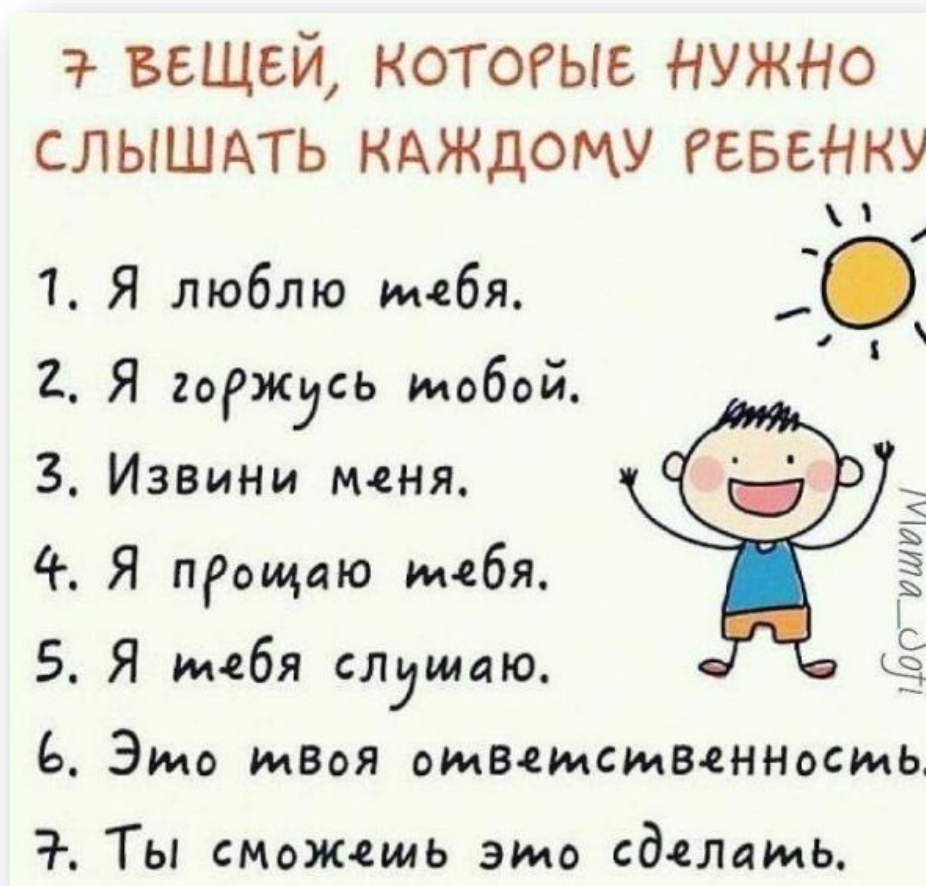 7 ВЕЩЕЙ, КОТОРЫЕ НУЖНО
СЛЫШАТЬ КАЖДОМУ РЕБЕНКУ
1. Я люблю тебя.
2. Я горжусь тобой.
3. Извини меня.
4. Я прощаю тебя.
5. Я тебя слушаю.
6. Это твоя ответственность.
7. Ты сможешь это сделать.
Mama_Sofi